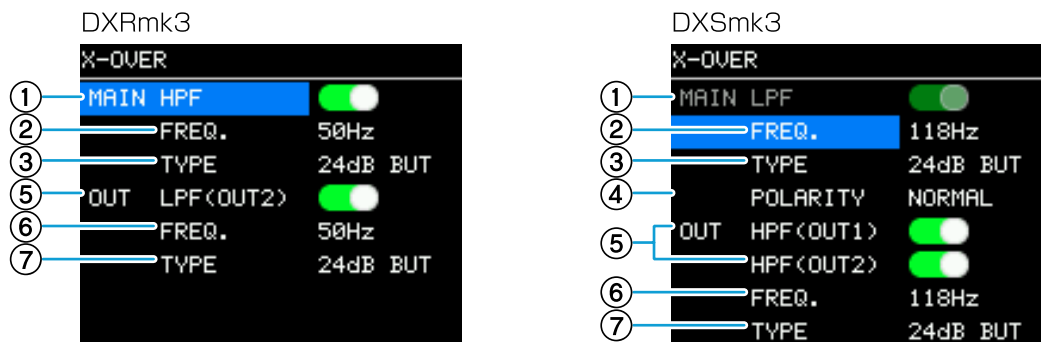 DXRmk3
X-OVER
① MAIN HPF
② FREQ. 50Hz
③ TYPE 24dB BUT
⑤ OUT LPF(OUT2)
⑥ FREQ. 50Hz
⑦ TYPE 24dB BUT
DXSmk3
X-OVER
① MAIN LPF
② FREQ. 118Hz
③ TYPE 24dB BUT
④ POLARITY NORMAL
⑤ OUT HPF(OUT1)
HPF(OUT2)
⑥ FREQ. 118Hz
⑦ TYPE 24dB BUT